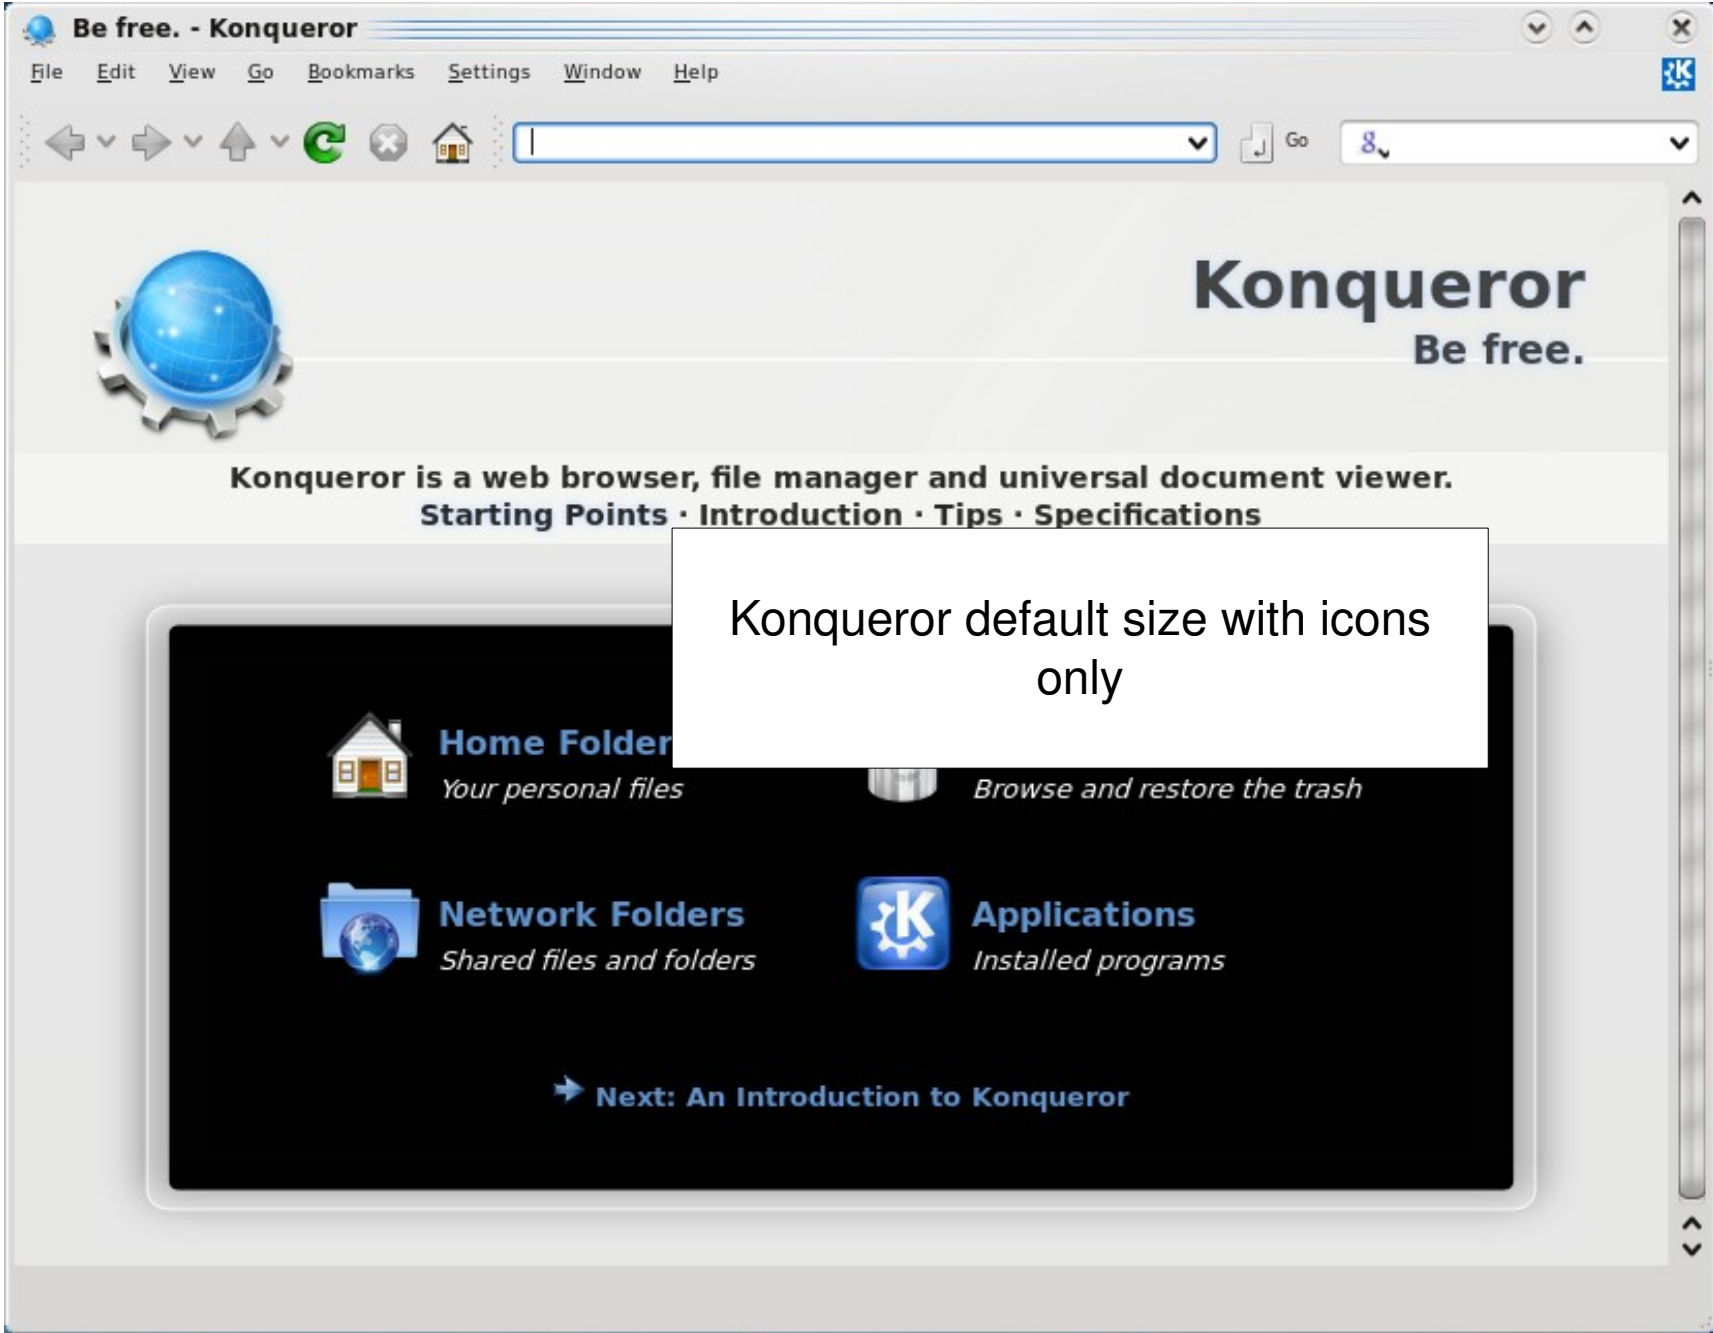 Be free. - Konqueror
File Edit View Go Bookmarks Settings Window Help
Go
Konqueror
Be free.
Konqueror is a web browser, file manager and universal document viewer.
Starting Points · Introduction · Tips · Specifications
Konqueror default size with icons
only
Home Folder
Your personal files
Browse and restore the trash
Network Folders
Shared files and folders
Applications
Installed programs
Next: An Introduction to Konqueror